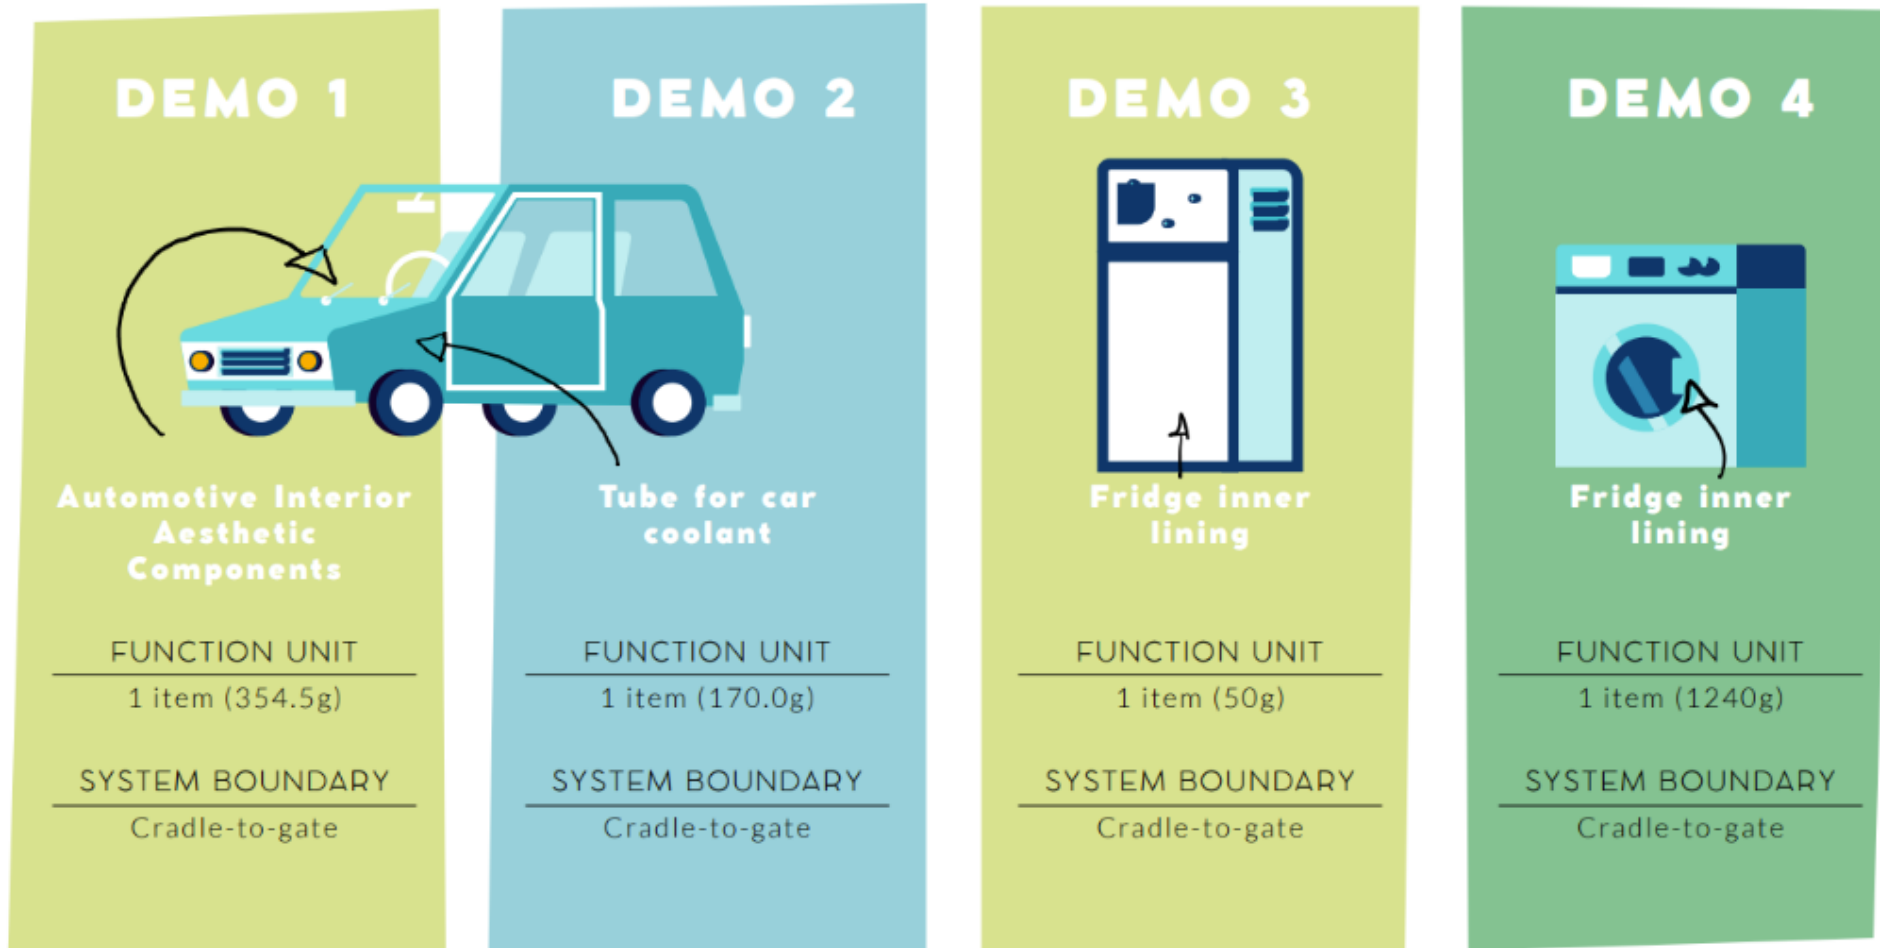 DEMO 1
Automotive Interior
Aesthetic
Components
FUNCTION UNIT
1 item (354.5g)
SYSTEM BOUNDARY
Cradle-to-gate
DEMO 2
Tube for car
coolant
FUNCTION UNIT
1 item (170.0g)
SYSTEM BOUNDARY
Cradle-to-gate
DEMO 3
Fridge inner
lining
FUNCTION UNIT
1 item (50g)
SYSTEM BOUNDARY
Cradle-to-gate
DEMO 4
Fridge inner
lining
FUNCTION UNIT
1 item (1240g)
SYSTEM BOUNDARY
Cradle-to-gate